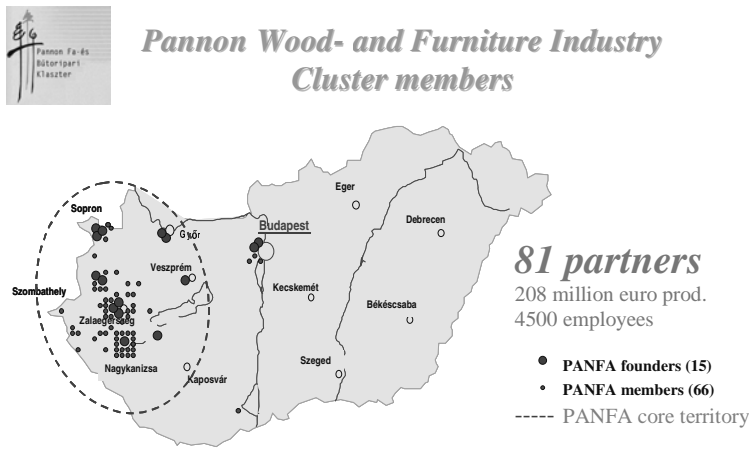 Pannon Fa-és
Bútoripari
Klaszter
Pannon Wood- and Furniture Industry
Cluster members
Eger
Sopron
Debrecen
Győr
Budapest
81 partners
Veszprém
Szombathely
Kecskemét
208 million euro prod.
Békéscsaba
4500 employees
Zalaegerség
Szeged
PANFA founders (15)
Nagykanizsa
Kaposvár
PANFA members (66)
PANFA core territory